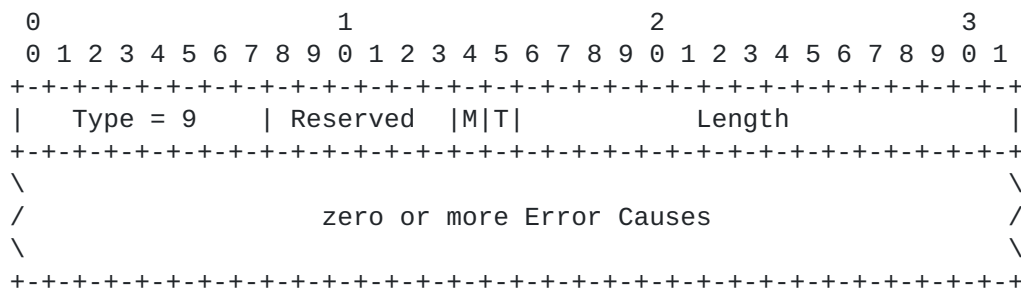 0                   1                   2                   3
 0 1 2 3 4 5 6 7 8 9 0 1 2 3 4 5 6 7 8 9 0 1 2 3 4 5 6 7 8 9 0 1
+-+-+-+-+-+-+-+-+-+-+-+-+-+-+-+-+-+-+-+-+-+-+-+-+-+-+-+-+-+-+-+-+
|   Type = 9    | Reserved  |M|T|           Length              |
+-+-+-+-+-+-+-+-+-+-+-+-+-+-+-+-+-+-+-+-+-+-+-+-+-+-+-+-+-+-+-+-+
\                                                               \
/                   zero or more Error Causes                   /
\                                                               \
+-+-+-+-+-+-+-+-+-+-+-+-+-+-+-+-+-+-+-+-+-+-+-+-+-+-+-+-+-+-+-+-+